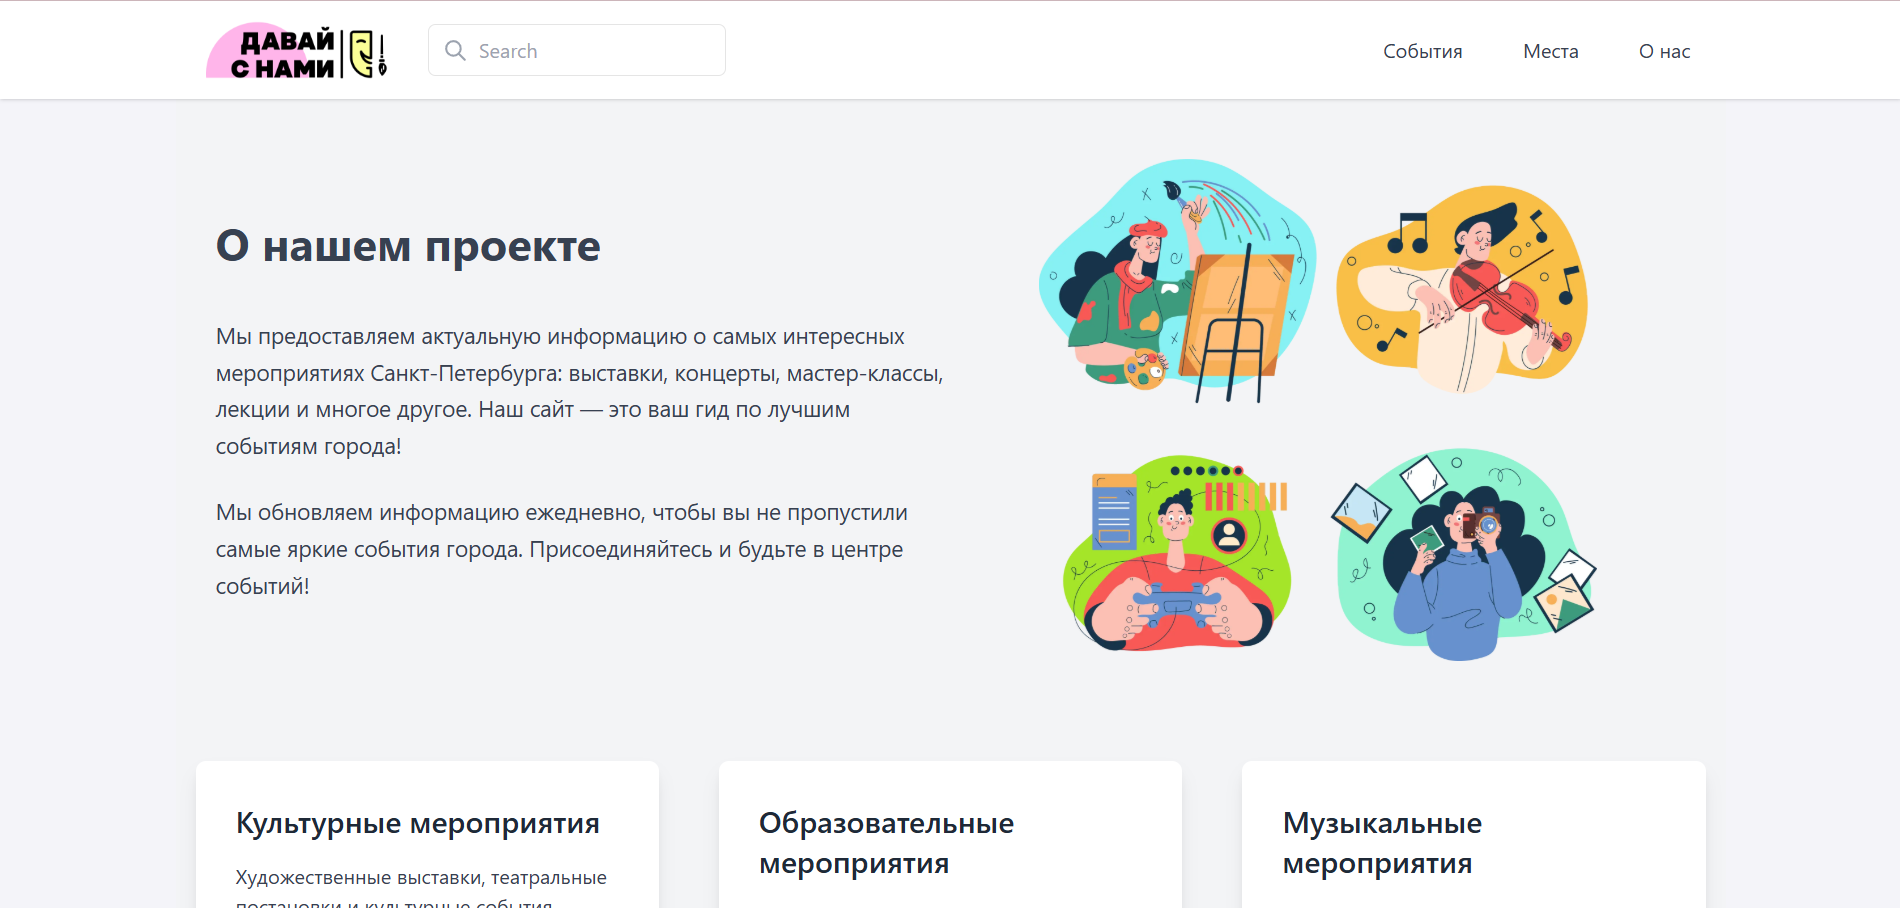 ДАВАЙ
С НАМИ
Search
События
Места
О нас
О нашем проекте
Мы предоставляем актуальную информацию о самых интересных
мероприятиях Санкт-Петербурга: выставки, концерты, мастер-классы,
лекции и многое другое. Наш сайт — это ваш гид по лучшим
событиям города!
Мы обновляем информацию ежедневно, чтобы вы не пропустили
самые яркие события города. Присоединяйтесь и будьте в центре
событий!
Культурные мероприятия
Художественные выставки, театральные
постановки и культурные события
Образовательные
мероприятия
Музыкальные
мероприятия